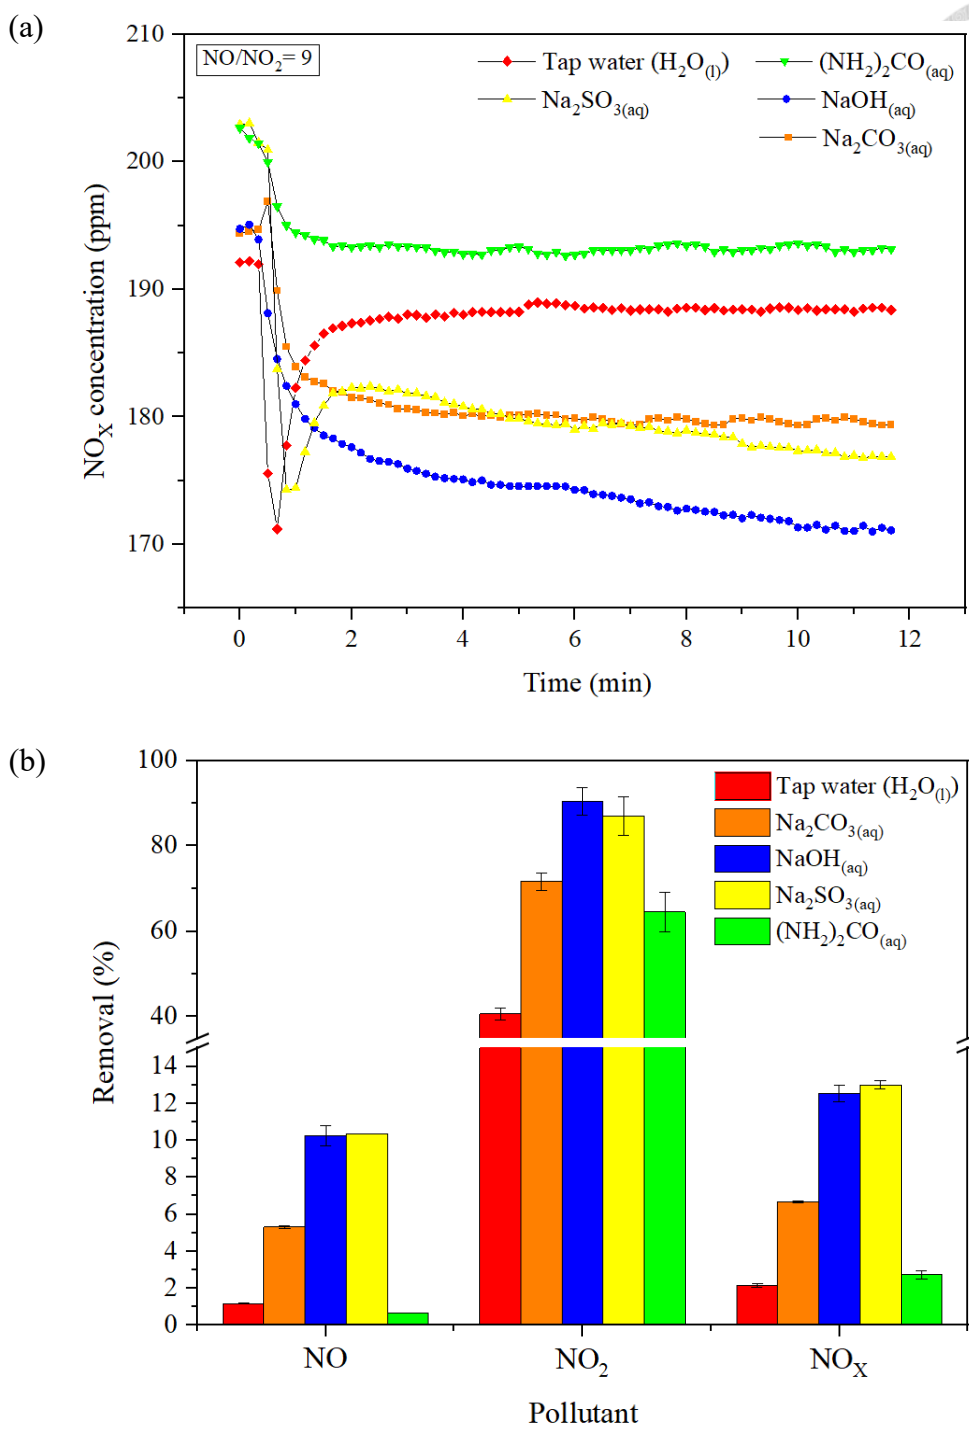 (a)
210
200
190
180
170
NO/NO₂= 9
Tap water (H₂O₍ₗ₎)
(NH₂)₂CO(aq)
Na₂SO₃(aq)
NaOH(aq)
Na₂CO₃(aq)
NOX concentration (ppm)
0 2 4 6 8 10 12
Time (min)
(b)
100
80
60
40
14
12
10
8
6
4
2
0
Tap water (H₂O₍ₗ₎)
Na₂CO₃(aq)
NaOH(aq)
Na₂SO₃(aq)
(NH₂)₂CO(aq)
Removal (%)
NO NO₂ NOX
Pollutant